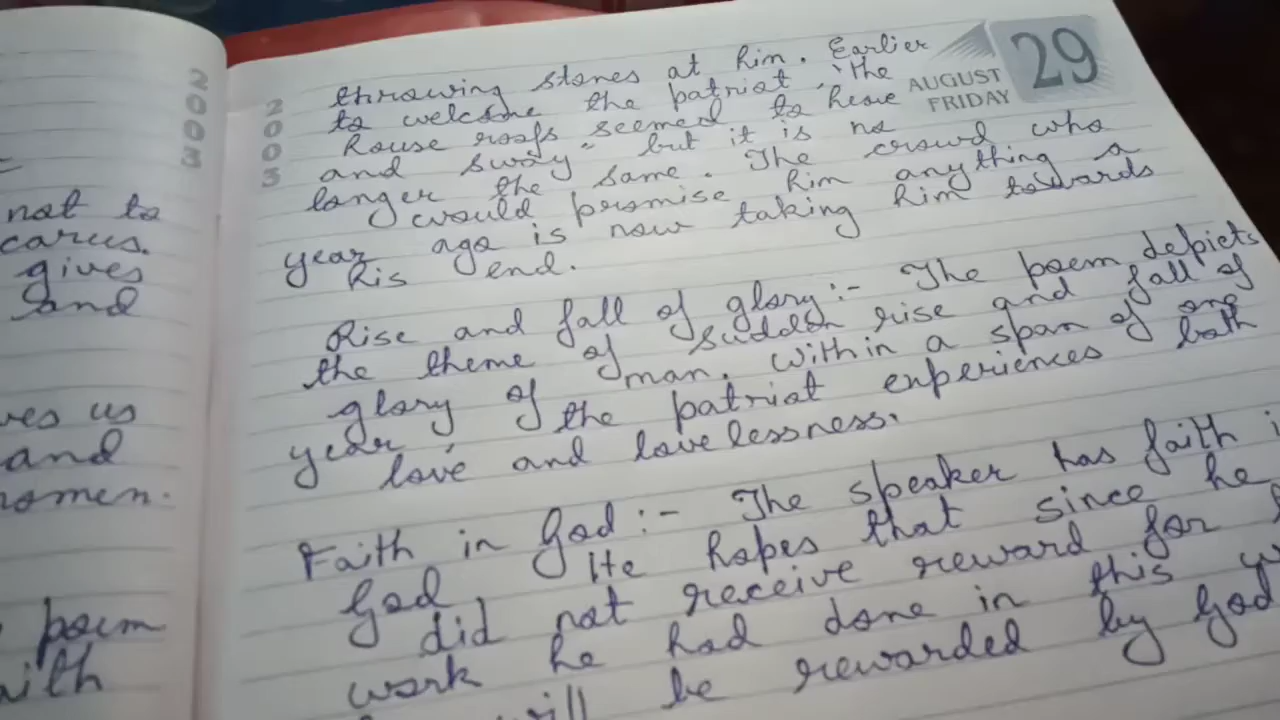 2003
not to
carus.
gives
and
ves us
and
women.
poem
aith
2003
AUGUST
FRIDAY
29
throwing stones at him. Earlier
to welcome the patriot, "the
house roofs seemed to heave
and sway" but it is no
longer the same. The crowd who
would promise him anything a
year ago is now taking him towards
his end.
Rise and fall of glory :- The poem depicts
the theme of sudden rise and fall of
glory of man. Within a span of one
year, the patriot experiences both
love and lovelessness.
Faith in God :- The speaker has faith i
God. He hopes that since he
did not receive reward for
work he had done in this
will be rewarded by God